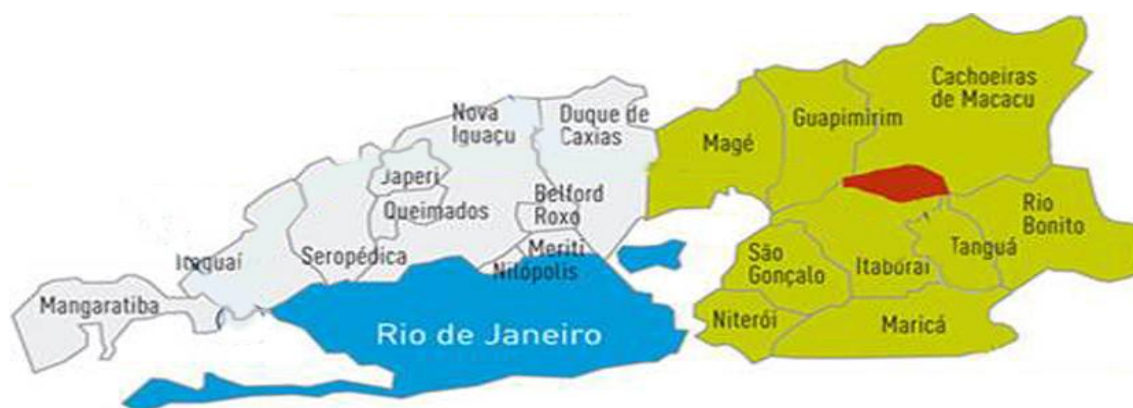 Cachoeiras
de Macacu
Nova
Iguaçu
Duque de
Caxias
Guapimirim
Magé
Japeri
Belford
Roxo
Queimados
Rio
Bonito
São
Gonçalo
Tanguá
Meriti
Seropédica
Itaguaí
Itaboraí
Nilópolis
Mangaratiba
Niterói
Maricá
Rio de Janeiro